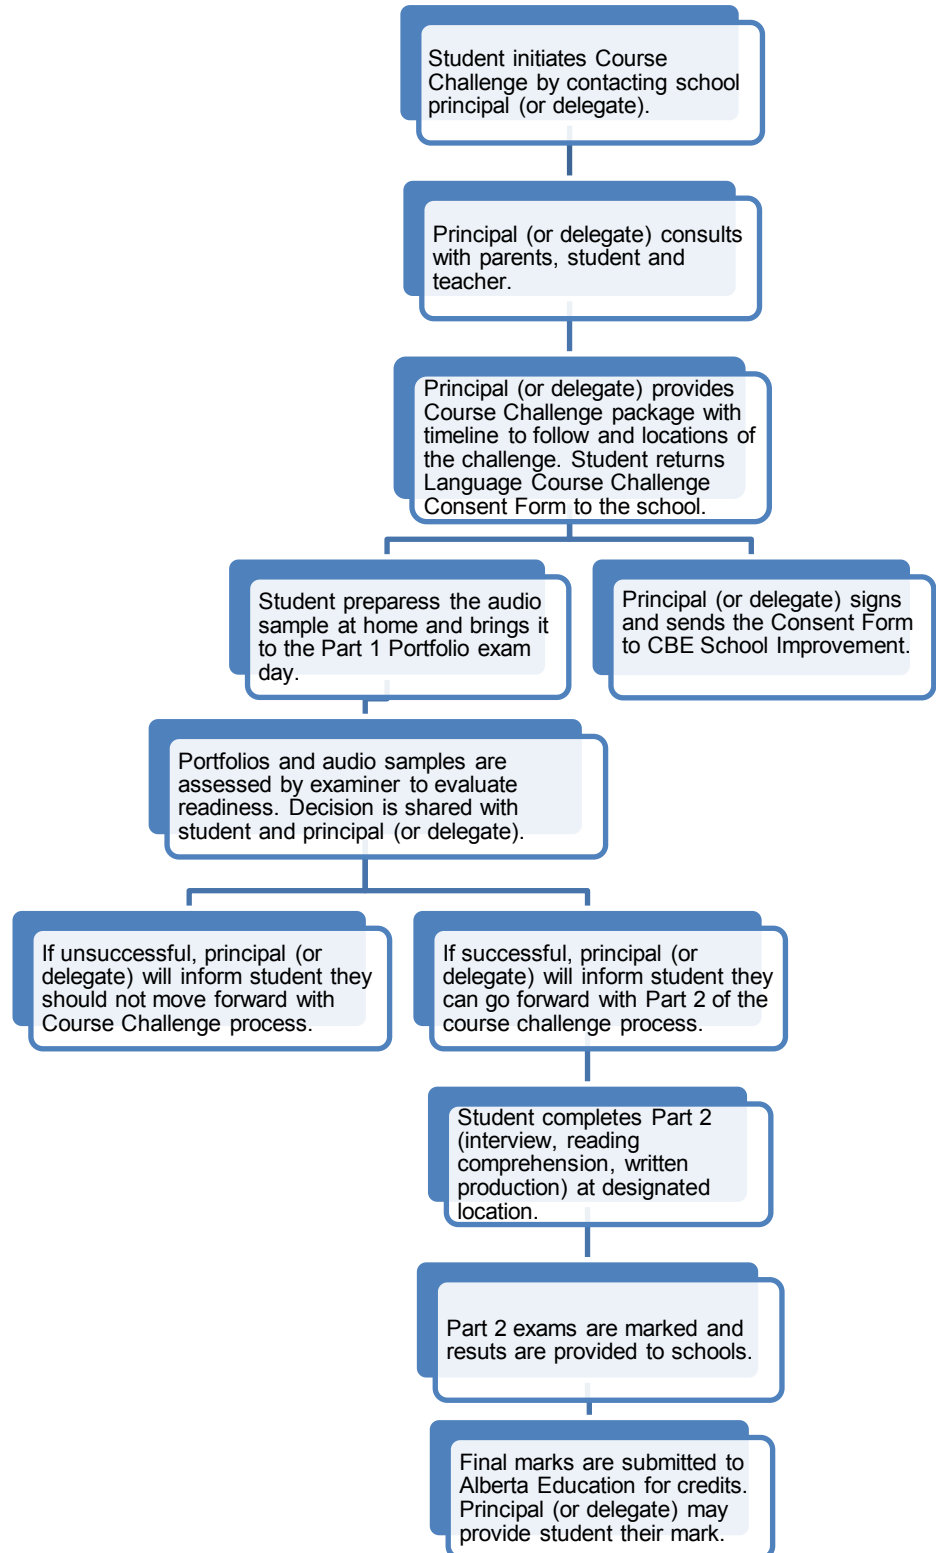 Student initiates Course
Challenge by contacting school
principal (or delegate).
Principal (or delegate) consults
with parents, student and
teacher.
Principal (or delegate) provides
Course Challenge package with
timeline to follow and locations of
the challenge. Student returns
Language Course Challenge
Consent Form to the school.
Student preparess the audio
sample at home and brings it
to the Part 1 Portfolio exam
day.
Principal (or delegate) signs
and sends the Consent Form
to CBE School Improvement.
Portfolios and audio samples are
assessed by examiner to evaluate
readiness. Decision is shared with
student and principal (or delegate).
If unsuccessful, principal (or
delegate) will inform student they
should not move forward with
Course Challenge process.
If successful, principal (or
delegate) will inform student they
can go forward with Part 2 of the
course challenge process.
Student completes Part 2
(interview, reading
comprehension, written
production) at designated
location.
Part 2 exams are marked and
resuts are provided to schools.
Final marks are submitted to
Alberta Education for credits.
Principal (or delegate) may
provide student their mark.